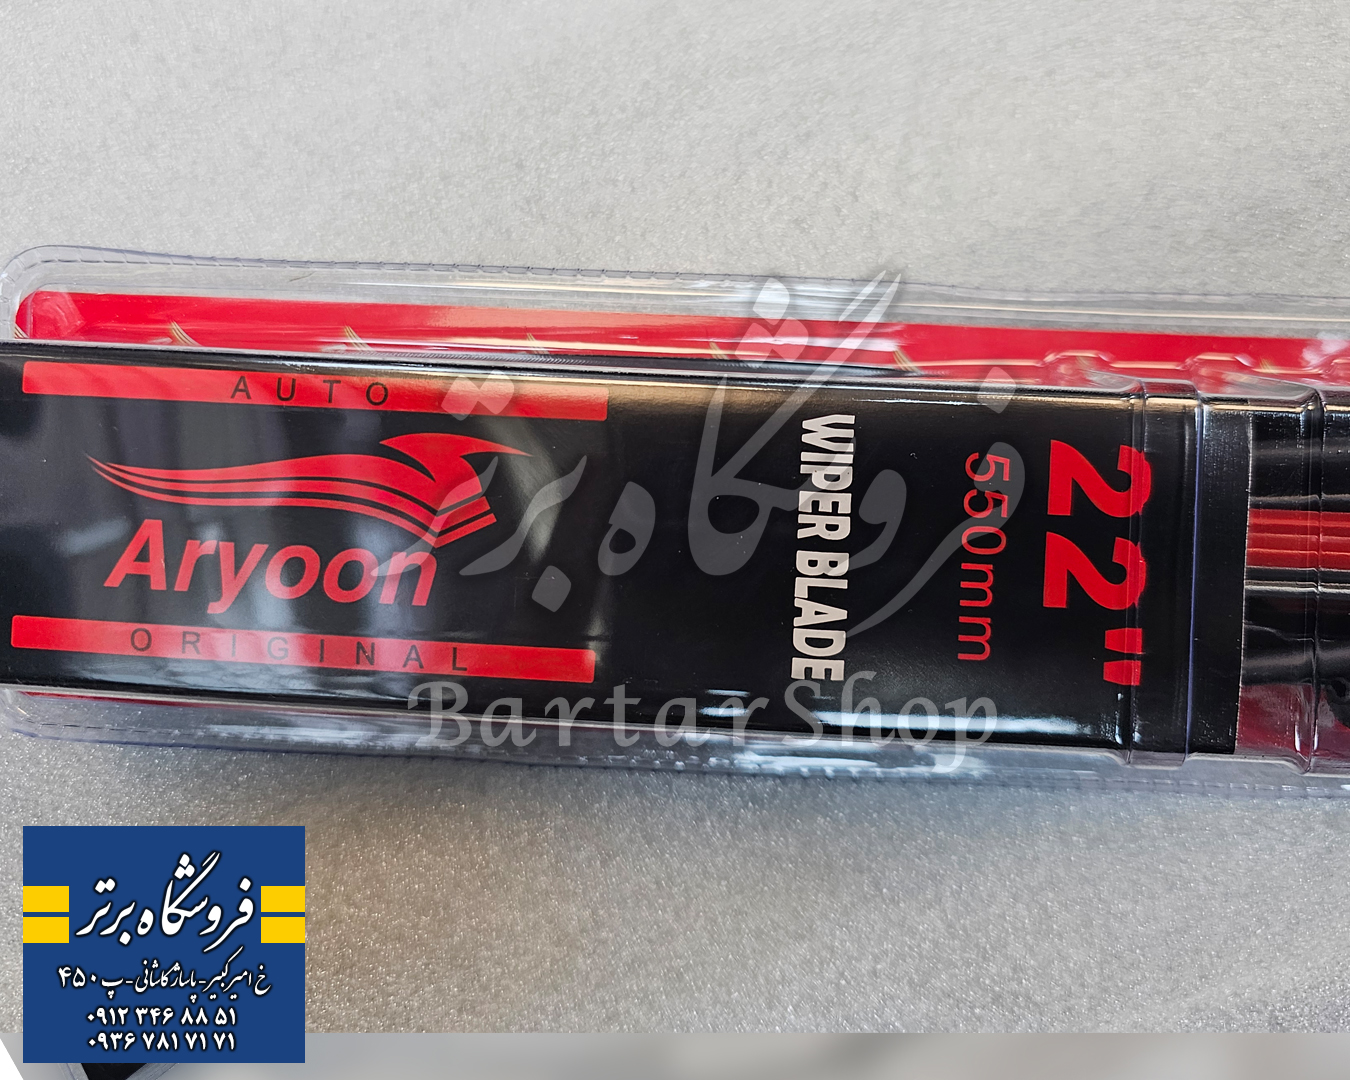 AUTO
Aryoon
ORIGINAL
WIPER BLADE
550mm
22"
فروشگاه برتر
BartarShop
فروشگاه برتر
خ امیرکبیر-پاساژ کاشانی-پ ۴۵۰
۰۹۱۲ ۳۴۶ ۸۸ ۵۱
۰۹۳۶ ۷۸۱ ۷۱ ۷۱